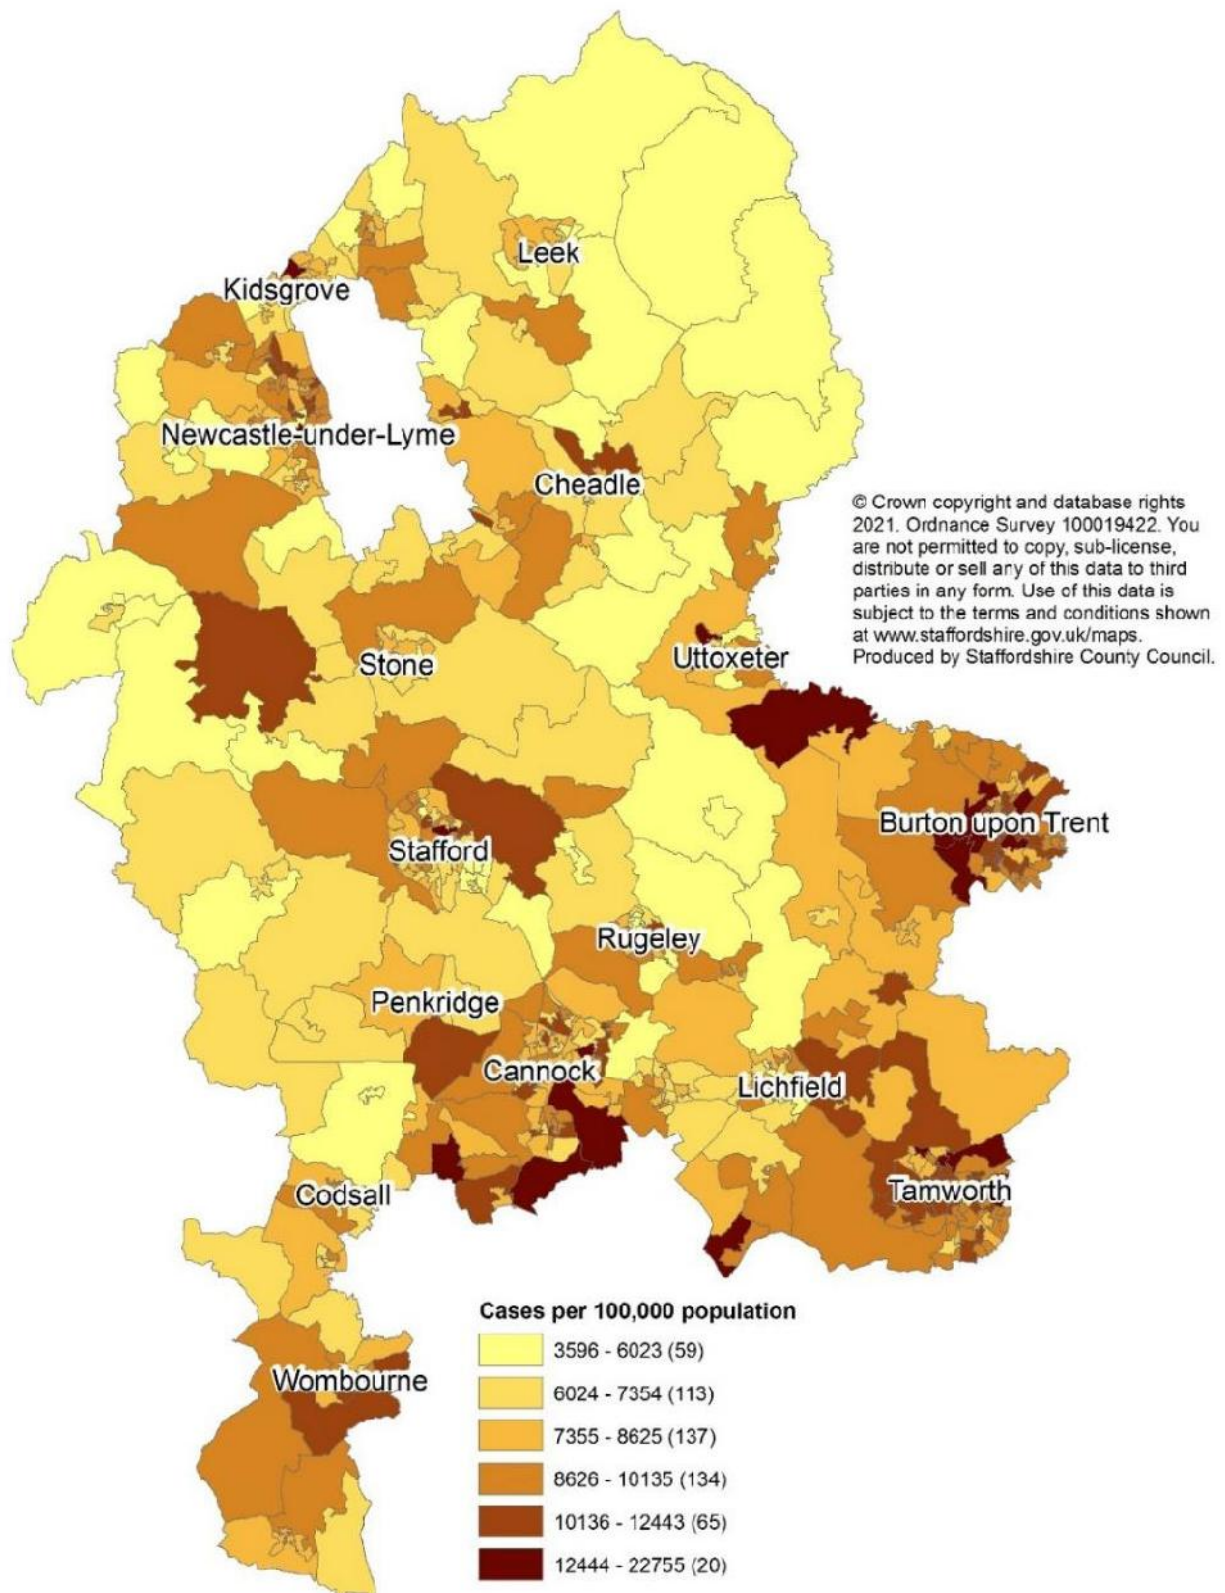 Leek
Kidsgrove
Newcastle-under-Lyme
Cheadle
© Crown copyright and database rights
2021. Ordnance Survey 100019422. You
are not permitted to copy, sub-license,
distribute or sell any of this data to third
parties in any form. Use of this data is
subject to the terms and conditions shown
at www.staffordshire.gov.uk/maps.
Produced by Staffordshire County Council.
Stone
Uttoxeter
Burton upon Trent
Stafford
Rugeley
Penkridge
Cannock
Lichfield
Codsall
Tamworth
Wombourne
Cases per 100,000 population
3596 - 6023 (59)
6024 - 7354 (113)
7355 - 8625 (137)
8626 - 10135 (134)
10136 - 12443 (65)
12444 - 22755 (20)